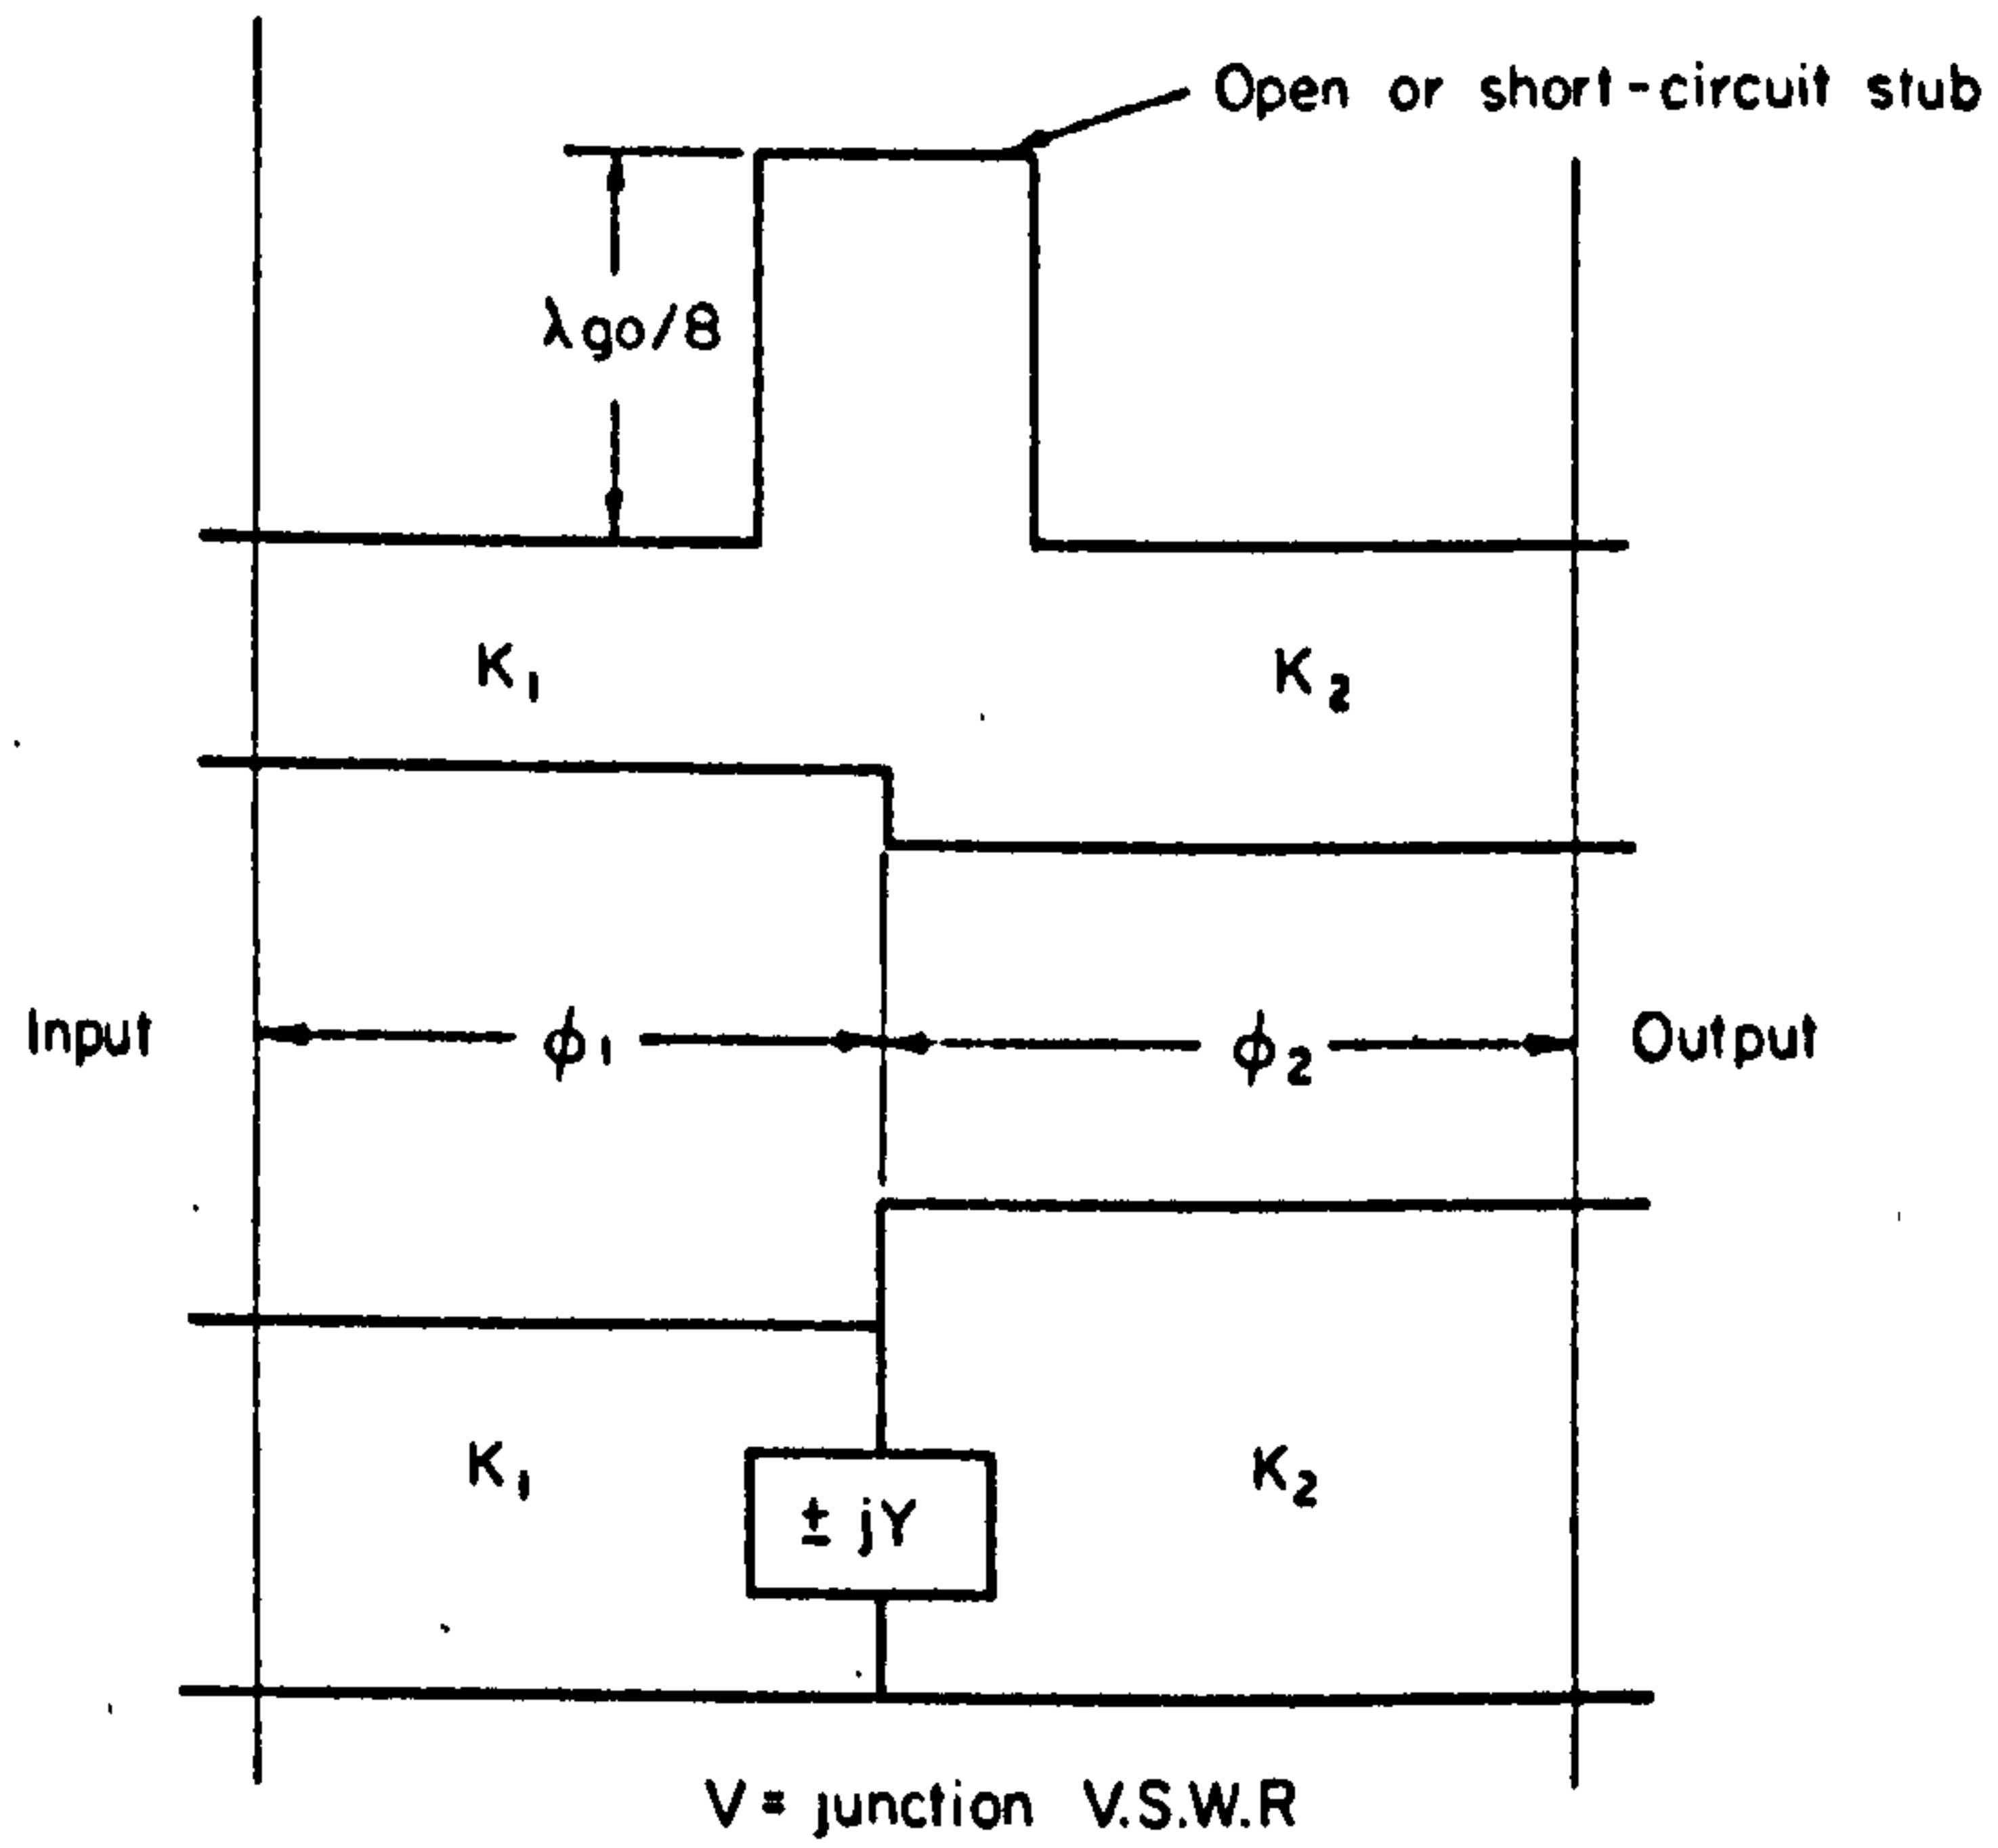 Open or short-circuit stub
λgo/8
K₁
K₂
Input
ϕ₁
ϕ₂
Output
K₁
± jY
K₂
V = junction V.S.W.R